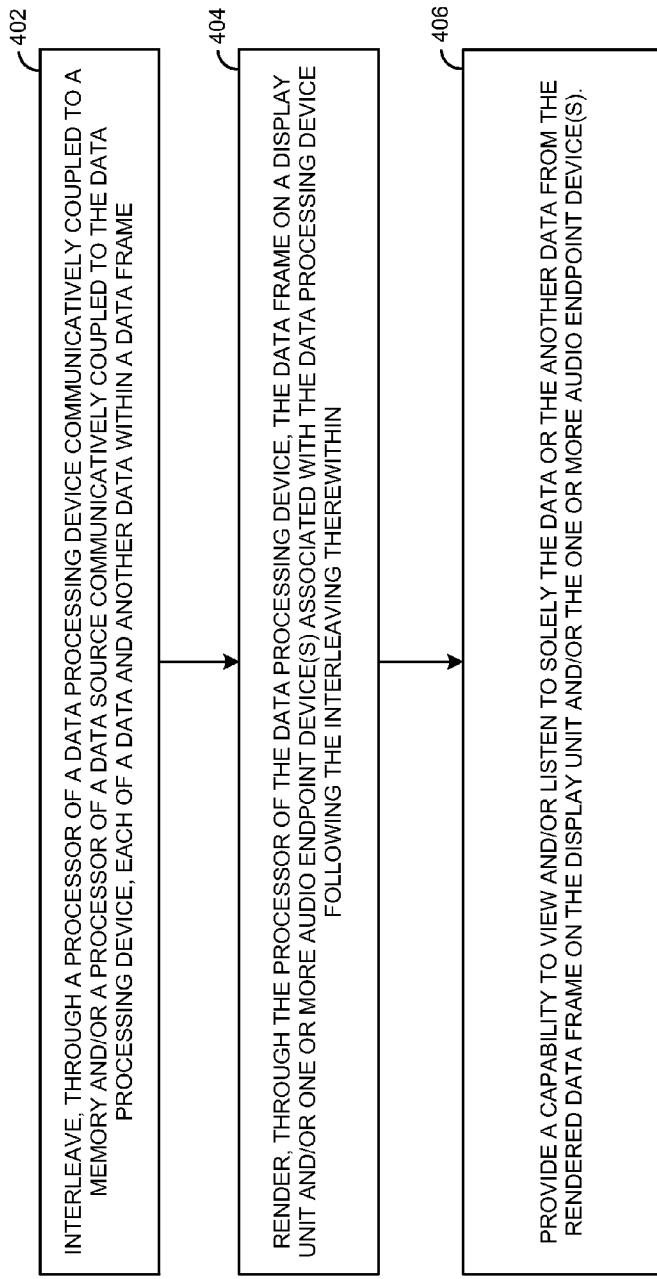 402
INTERLEAVE, THROUGH A PROCESSOR OF A DATA PROCESSING DEVICE COMMUNICATIVELY COUPLED TO A
MEMORY AND/OR A PROCESSOR OF A DATA SOURCE COMMUNICATIVELY COUPLED TO THE DATA
PROCESSING DEVICE, EACH OF A DATA AND ANOTHER DATA WITHIN A DATA FRAME
404
RENDER, THROUGH THE PROCESSOR OF THE DATA PROCESSING DEVICE, THE DATA FRAME ON A DISPLAY
UNIT AND/OR ONE OR MORE AUDIO ENDPOINT DEVICE(S) ASSOCIATED WITH THE DATA PROCESSING DEVICE
FOLLOWING THE INTERLEAVING THEREWITHIN
406
PROVIDE A CAPABILITY TO VIEW AND/OR LISTEN TO SOLELY THE DATA OR THE ANOTHER DATA FROM THE
RENDERED DATA FRAME ON THE DISPLAY UNIT AND/OR THE ONE OR MORE AUDIO ENDPOINT DEVICE(S).